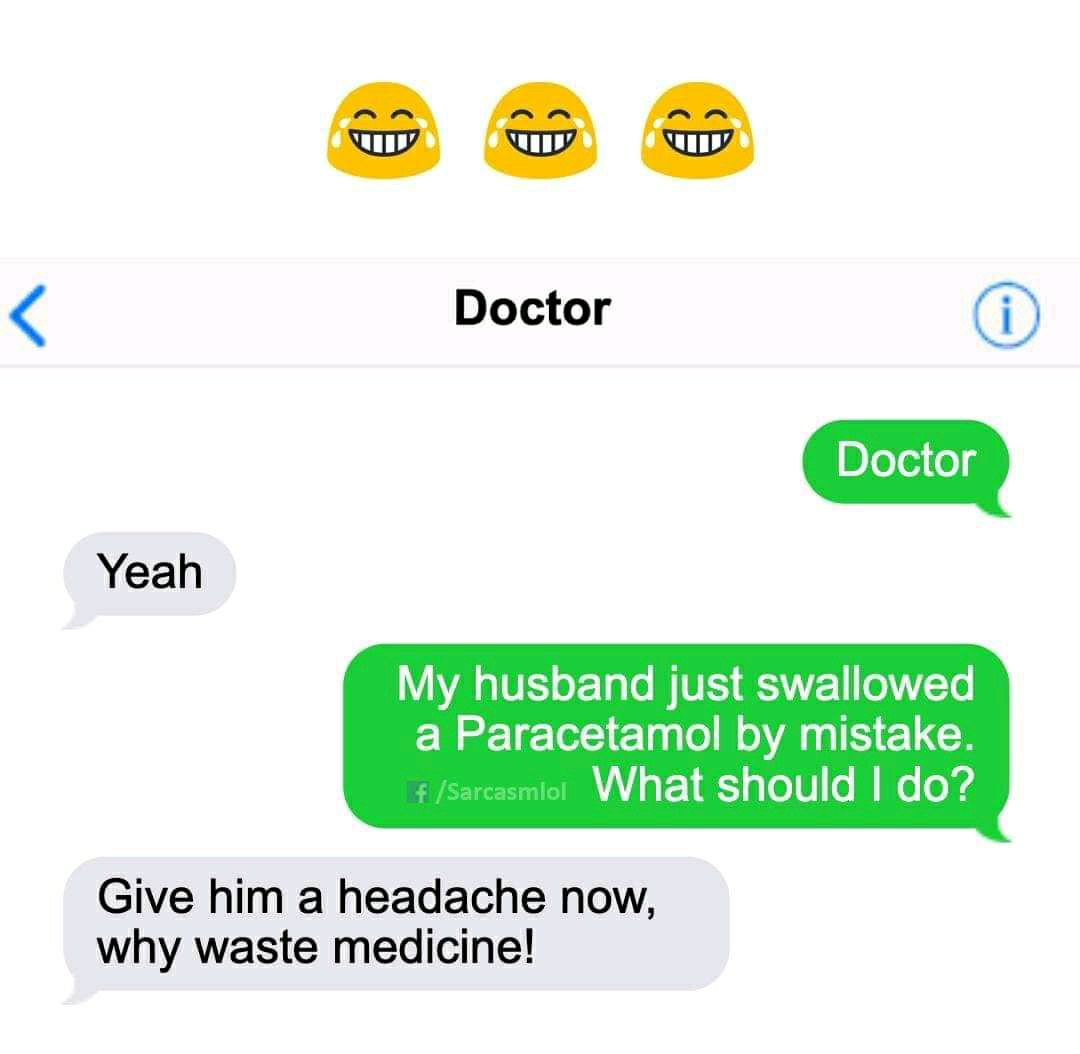 Doctor
Doctor
Yeah
My husband just swallowed
a Paracetamol by mistake.
f /Sarcasmlol What should I do?
Give him a headache now,
why waste medicine!